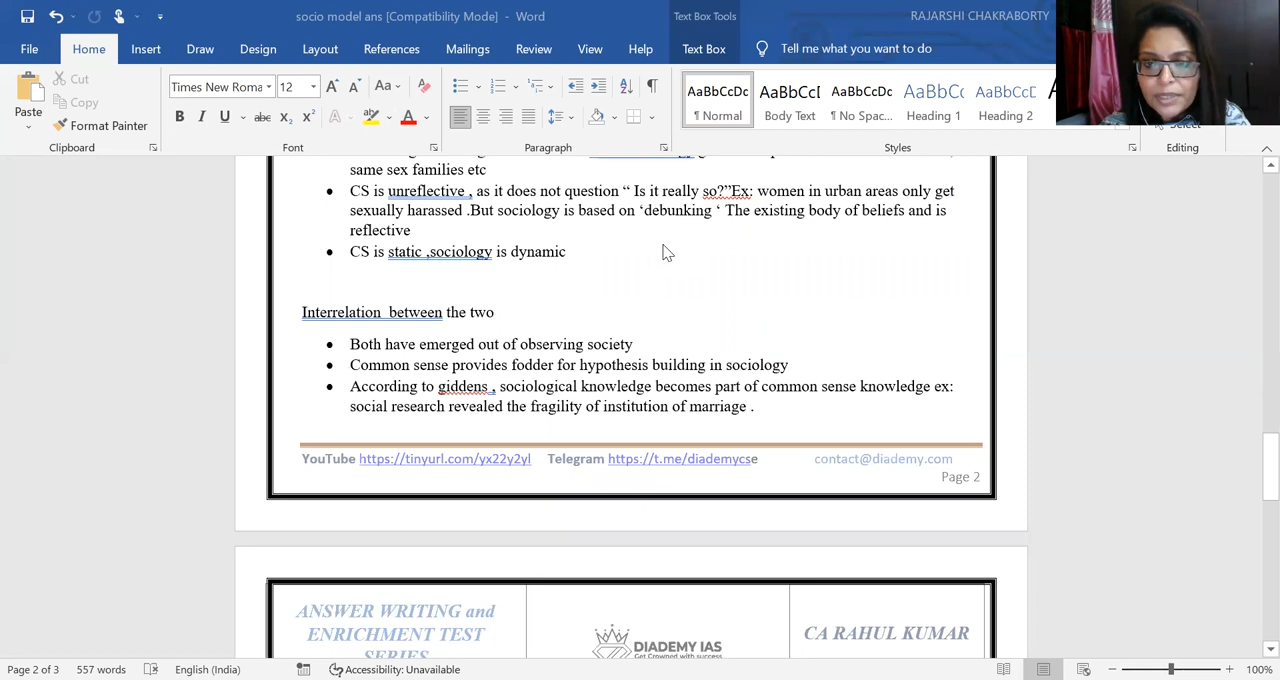 socio model ans [Compatibility Mode] - Word
Text Box Tools
RAJARSHI CHAKRABORTY
File Home Insert Draw Design Layout References Mailings Review View Help Text Box Tell me what you want to do
Paste
Cut
Copy
Format Painter
Clipboard
Times New Roma 12
Font
Paragraph
AaBbCcDc AaBbCcI AaBbCcDc AaBbCc AaBbCcD
¶ Normal Body Text ¶ No Spac... Heading 1 Heading 2
Styles
Select
Editing
same sex families etc
• CS is unreflective , as it does not question “ Is it really so?”Ex: women in urban areas only get
sexually harassed .But sociology is based on ‘debunking ‘ The existing body of beliefs and is
reflective
• CS is static ,sociology is dynamic
Interrelation between the two
• Both have emerged out of observing society
• Common sense provides fodder for hypothesis building in sociology
• According to giddens , sociological knowledge becomes part of common sense knowledge ex:
social research revealed the fragility of institution of marriage .
YouTube https://tinyurl.com/yx22y2yl Telegram https://t.me/diademycse contact@diademy.com
Page 2
ANSWER WRITING and
ENRICHMENT TEST
SERIES
DIADEMY IAS
Get Crowned with success
CA RAHUL KUMAR
Page 2 of 3 557 words English (India) Accessibility: Unavailable 100%